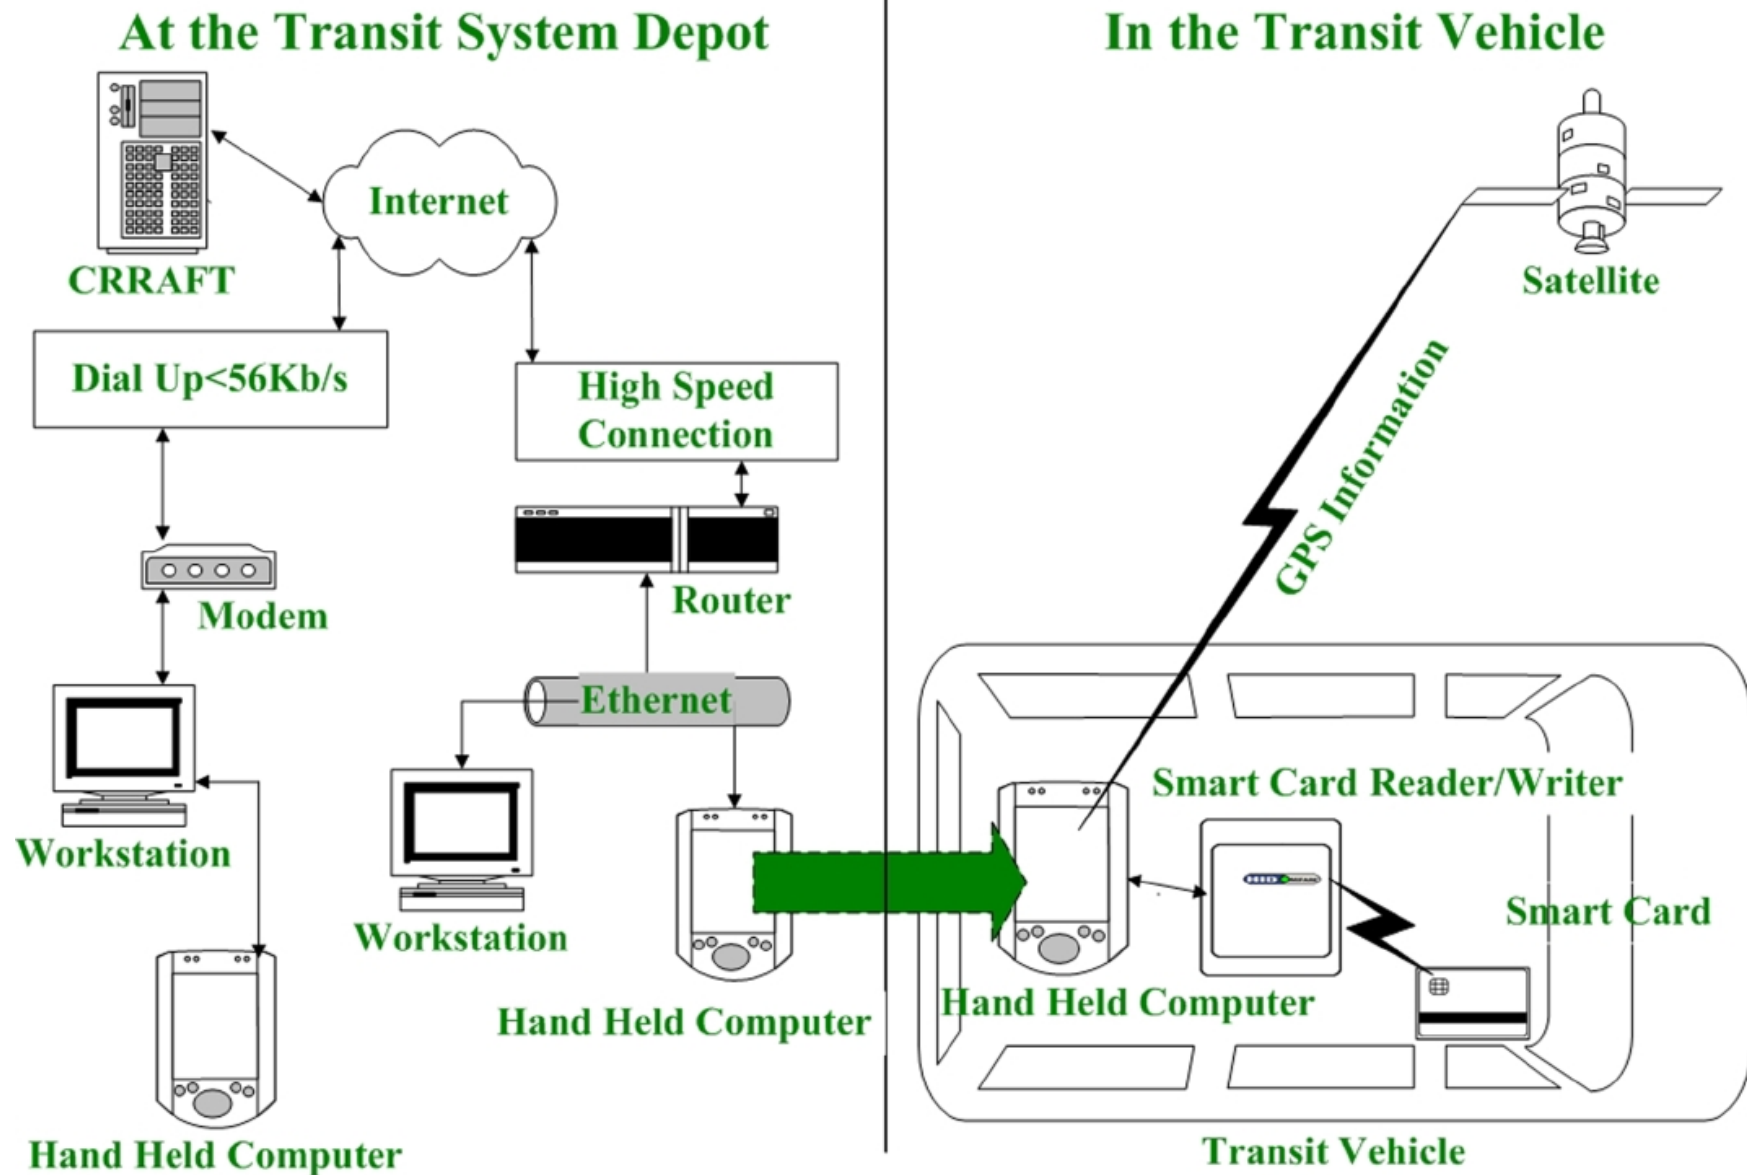 At the Transit System Depot
In the Transit Vehicle
Internet
CRRAFT
Satellite
Dial Up<56Kb/s
High Speed
Connection
GPS Information
Router
Modem
Ethernet
Smart Card Reader/Writer
Workstation
Smart Card
Workstation
Hand Held Computer
Hand Held Computer
Hand Held Computer
Transit Vehicle